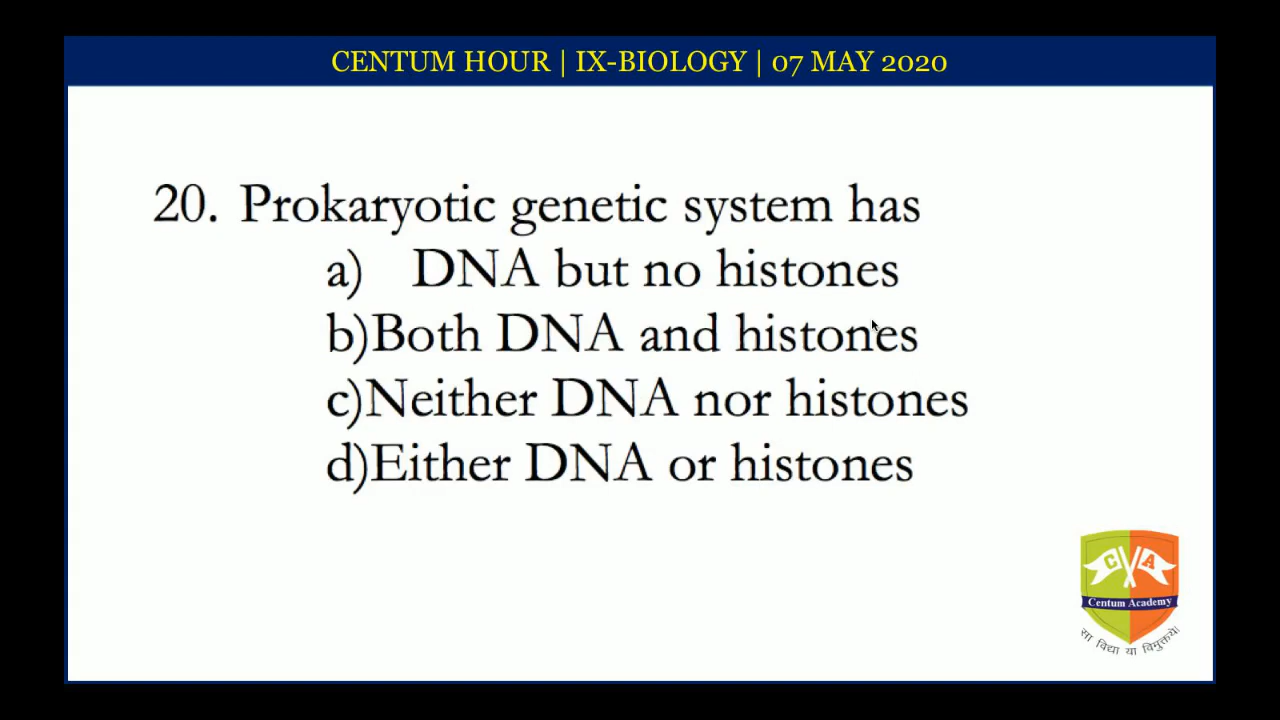 CENTUM HOUR | IX-BIOLOGY | 07 MAY 2020
20. Prokaryotic genetic system has
a) DNA but no histones
b)Both DNA and histones
c)Neither DNA nor histones
d)Either DNA or histones
C A
Centum Academy
सा विद्या या विमुक्तये।